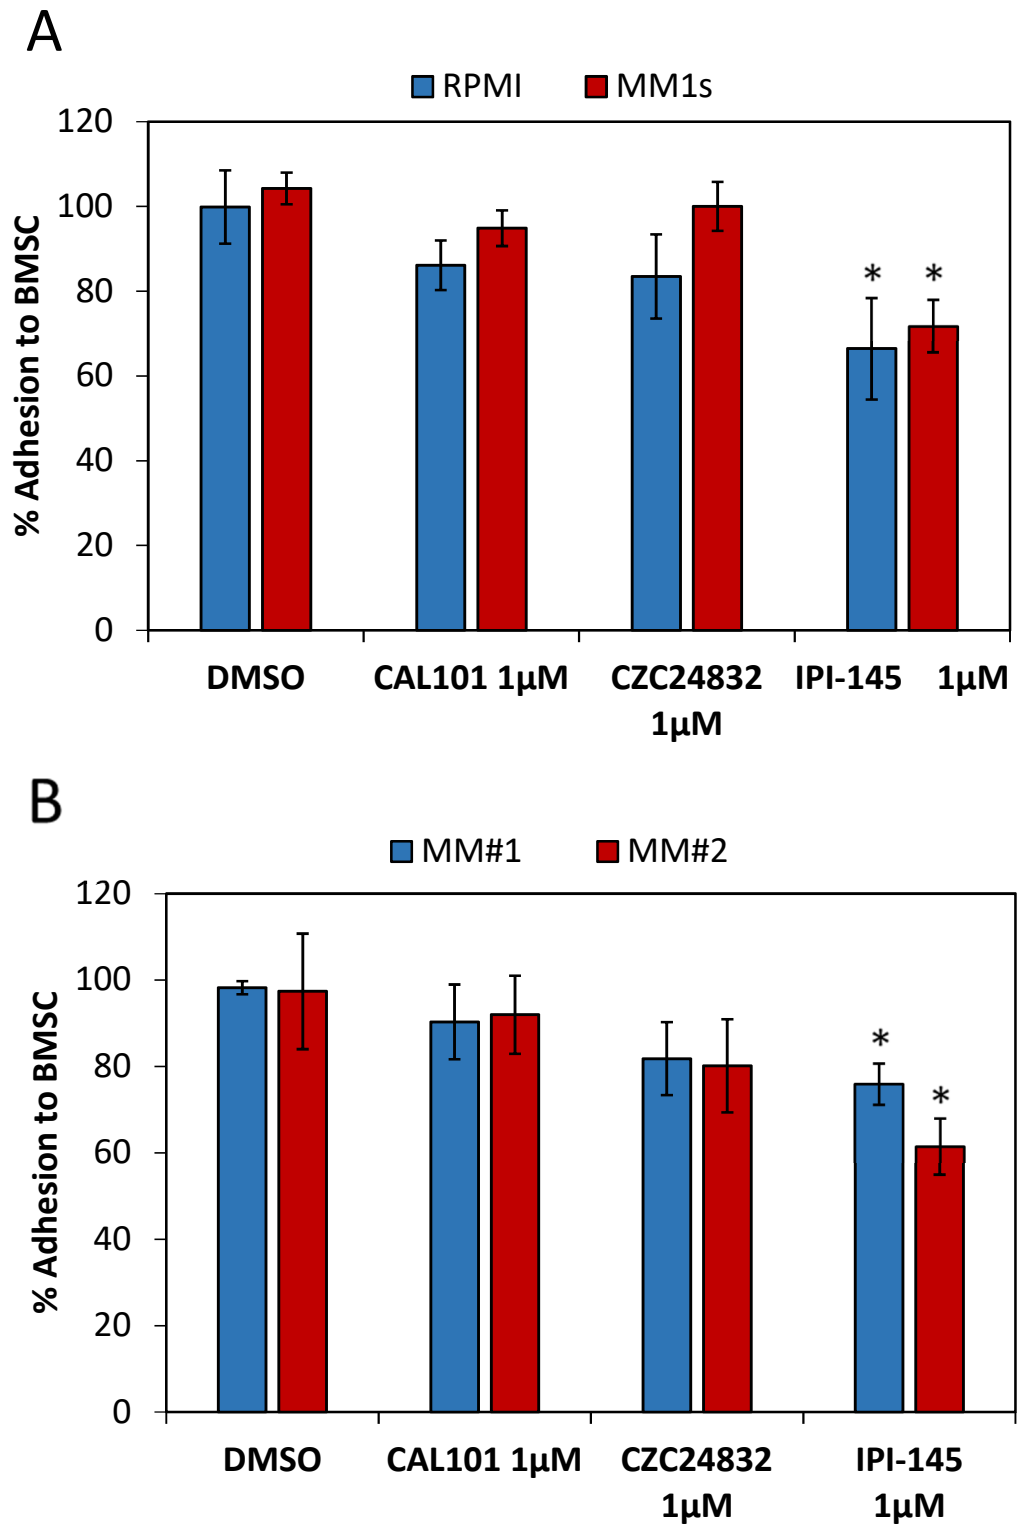 A
RPMI MM1s
120
100
80
60
40
20
0
% Adhesion to BMSC
* *
DMSO CAL101 1µM CZC24832 IPI-145 1µM
1µM
B
MM#1 MM#2
120
100
80
60
40
20
0
% Adhesion to BMSC
*
*
DMSO CAL101 1µM CZC24832 IPI-145
1µM 1µM